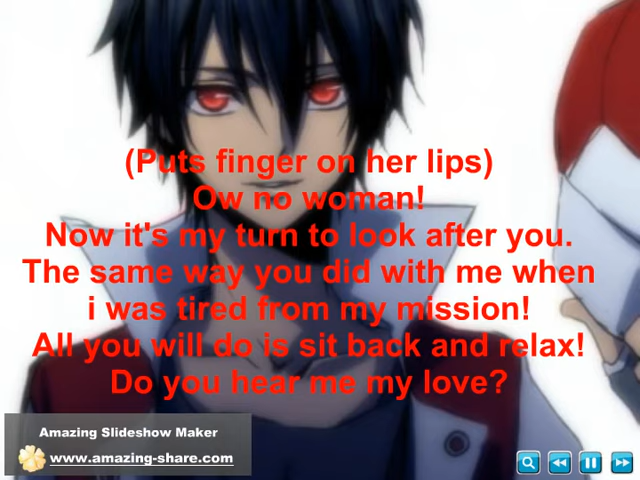 (Puts finger on her lips)
Ow no woman!
Now it's my turn to look after you.
The same way you did with me when
i was tired from my mission!
All you will do is sit back and relax!
Do you hear me my love?
Amazing Slideshow Maker
www.amazing-share.com